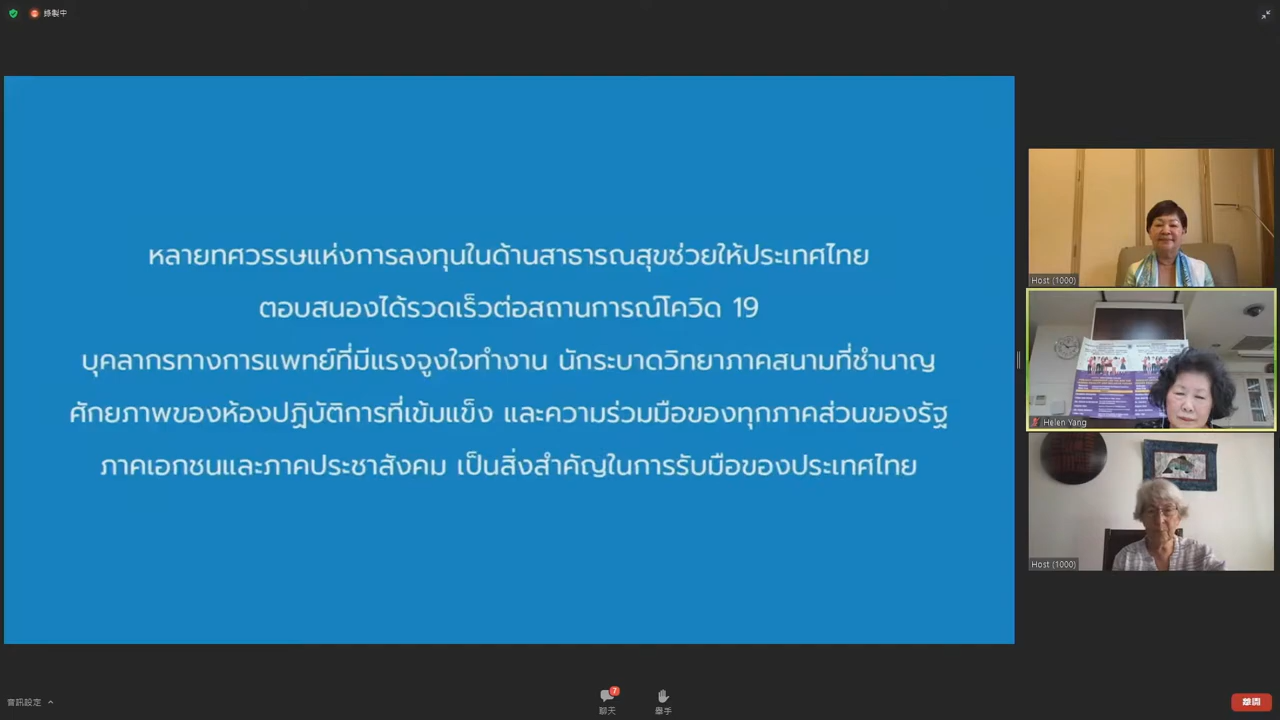 錄製中
หลายทศวรรษแห่งการลงทุนในด้านสาธารณสุขช่วยให้ประเทศไทย
ตอบสนองได้รวดเร็วต่อสถานการณ์โควิด 19
บุคลากรทางการแพทย์ที่มีแรงจูงใจทำงาน นักระบาดวิทยาภาคสนามที่ชำนาญ
ศักยภาพของห้องปฏิบัติการที่เข้มแข็ง และความร่วมมือของทุกภาคส่วนของรัฐ
ภาคเอกชนและภาคประชาสังคม เป็นสิ่งสำคัญในการรับมือของประเทศไทย
Host (1000)
Helen Yang
Host (1000)
音訊設定
7
聊天
舉手
離開